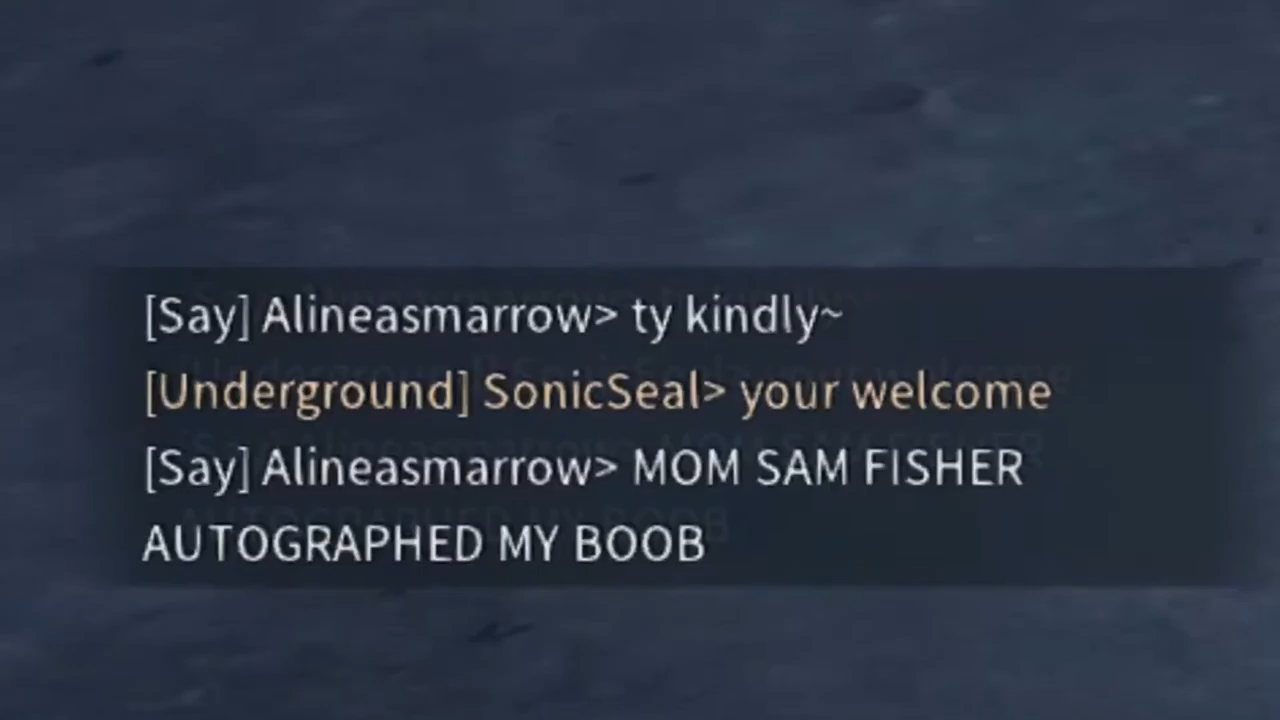 [Say] Alineasmarrow> ty kindly~
[Underground] SonicSeal> your welcome
[Say] Alineasmarrow> MOM SAM FISHER
AUTOGRAPHED MY BOOB